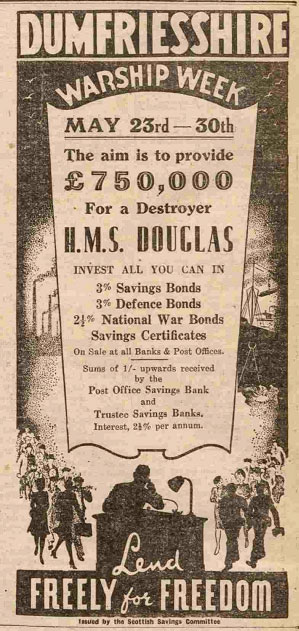 DUMFRIESSHIRE
WARSHIP WEEK
MAY 23rd — 30th
The aim is to provide
£750,000
For a Destroyer
H.M.S. DOUGLAS
INVEST ALL YOU CAN IN
3% Savings Bonds
3% Defence Bonds
2½% National War Bonds
Savings Certificates
On Sale at all Banks & Post Offices.
Sums of 1/- upwards received
by the
Post Office Savings Bank
and
Trustee Savings Banks.
Interest, 2½% per annum.
Lend
FREELY for FREEDOM
Issued by the Scottish Savings Committee